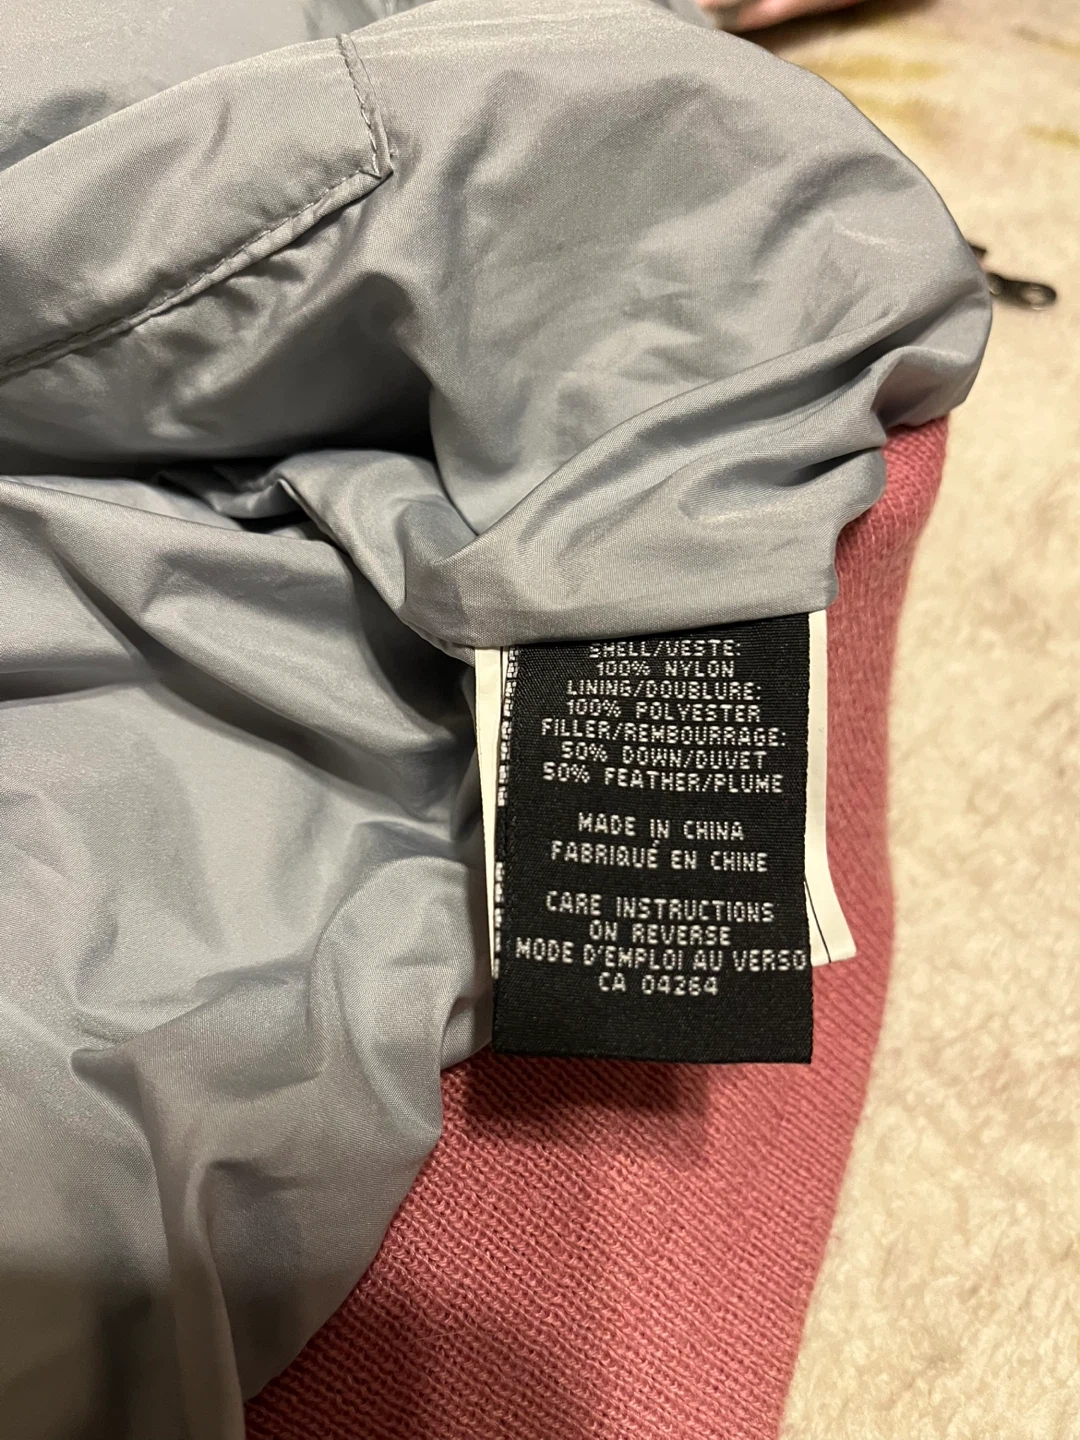 SHELL/VESTE:
100% NYLON
LINING/DOUBLURE:
100% POLYESTER
FILLER/REMBOURRAGE:
50% DOWN/DUVET
50% FEATHER/PLUME
MADE IN CHINA
FABRIQUÉ EN CHINE
CARE INSTRUCTIONS
ON REVERSE
MODE D'EMPLOI AU VERSO
CA 04264